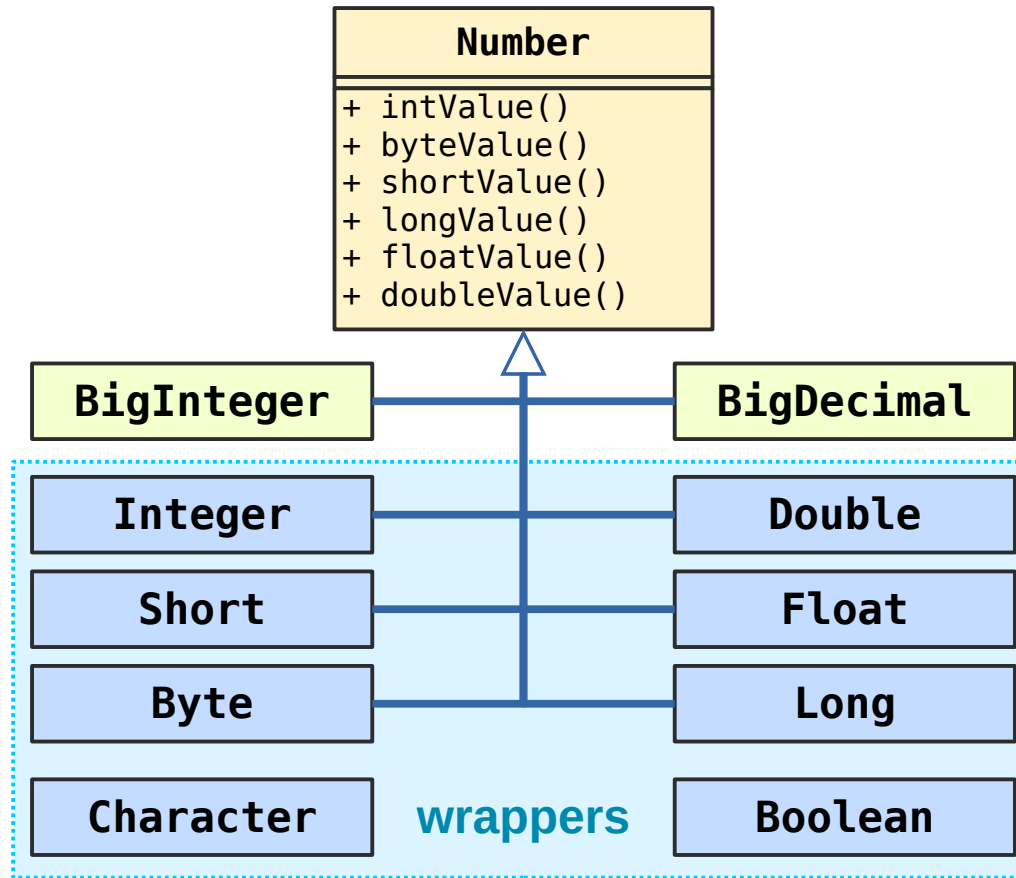 Number
+ intValue()
+ byteValue()
+ shortValue()
+ longValue()
+ floatValue()
+ doubleValue()
BigInteger
BigDecimal
Integer
Double
Short
Float
Byte
Long
Character
wrappers
Boolean